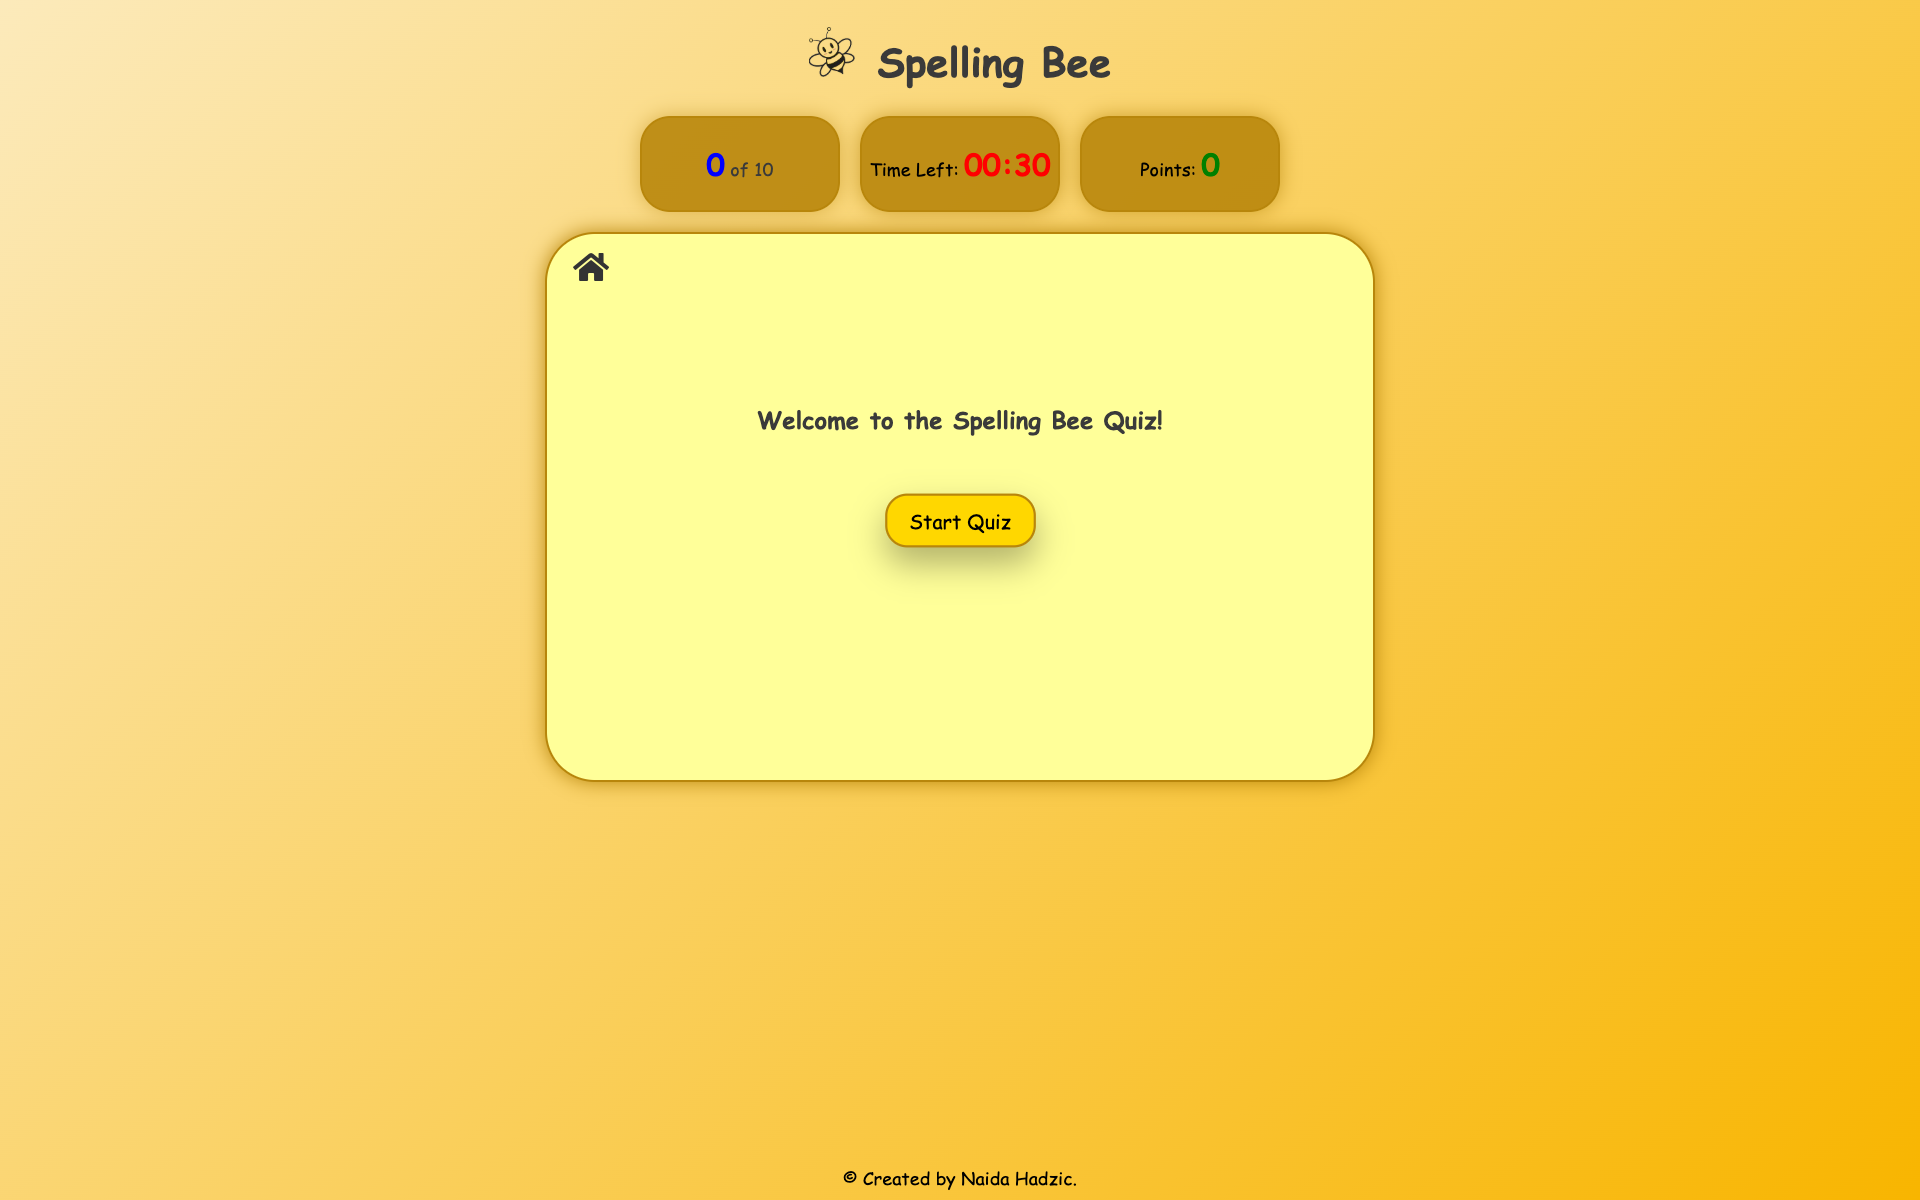 Spelling Bee
0 of 10
Time Left: 00:30
Points: 0
Welcome to the Spelling Bee Quiz!
Start Quiz
© Created by Naida Hadzic.